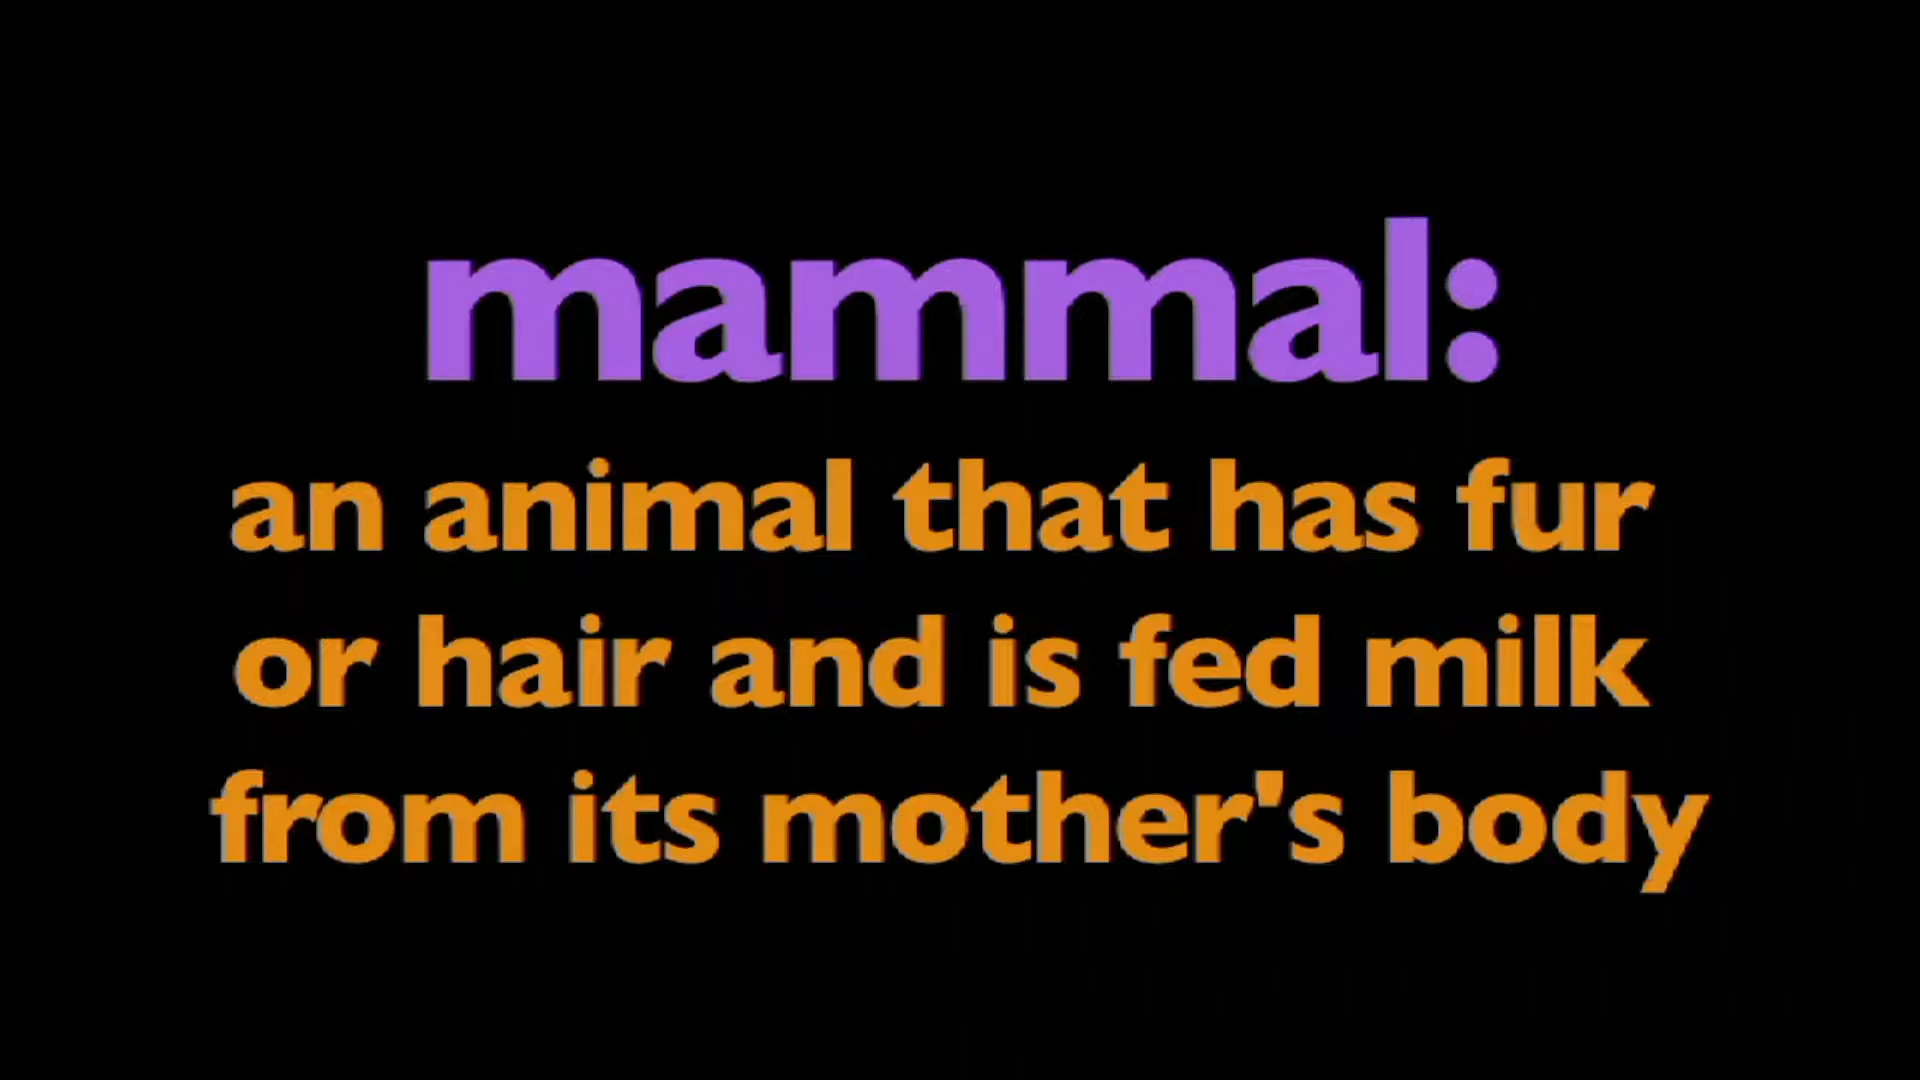 mammal:
an animal that has fur
or hair and is fed milk
from its mother's body